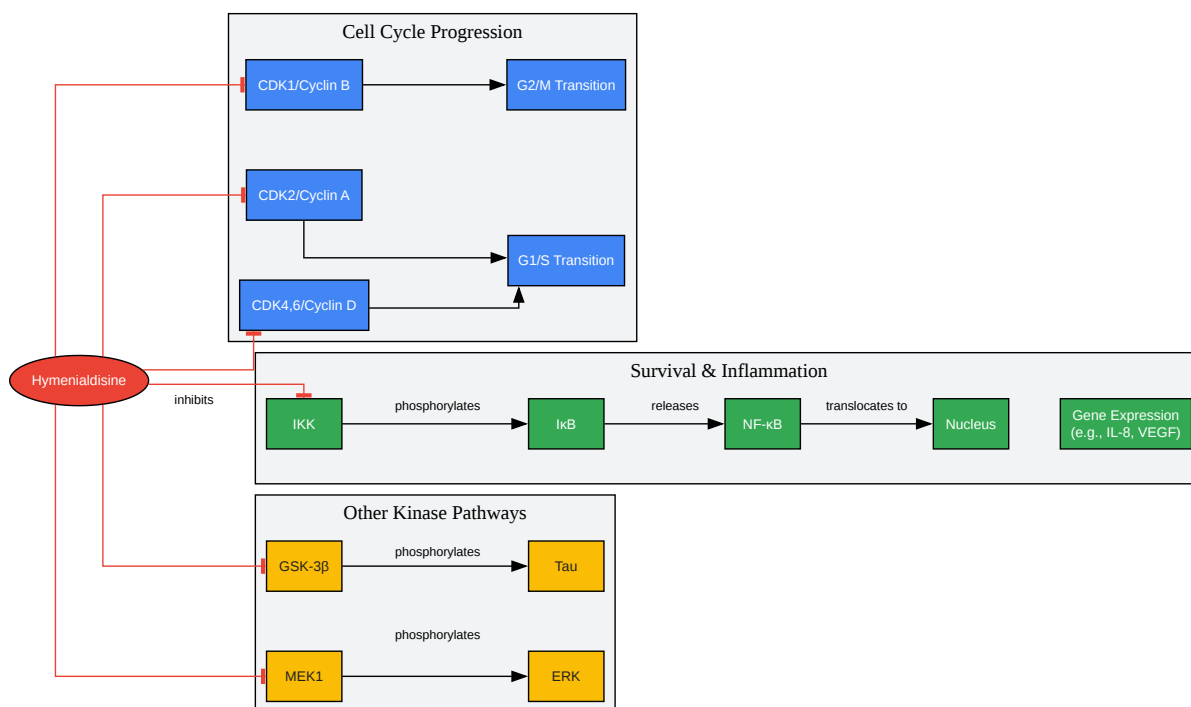 Cell Cycle Progression
CDK1/Cyclin B
G2/M Transition
CDK2/Cyclin A
G1/S Transition
CDK4,6/Cyclin D
Hymenialdisine
inhibits
Survival & Inflammation
IKK
phosphorylates
IκB
releases
NF-κB
translocates to
Nucleus
Gene Expression
(e.g., IL-8, VEGF)
Other Kinase Pathways
GSK-3β
phosphorylates
Tau
MEK1
phosphorylates
ERK